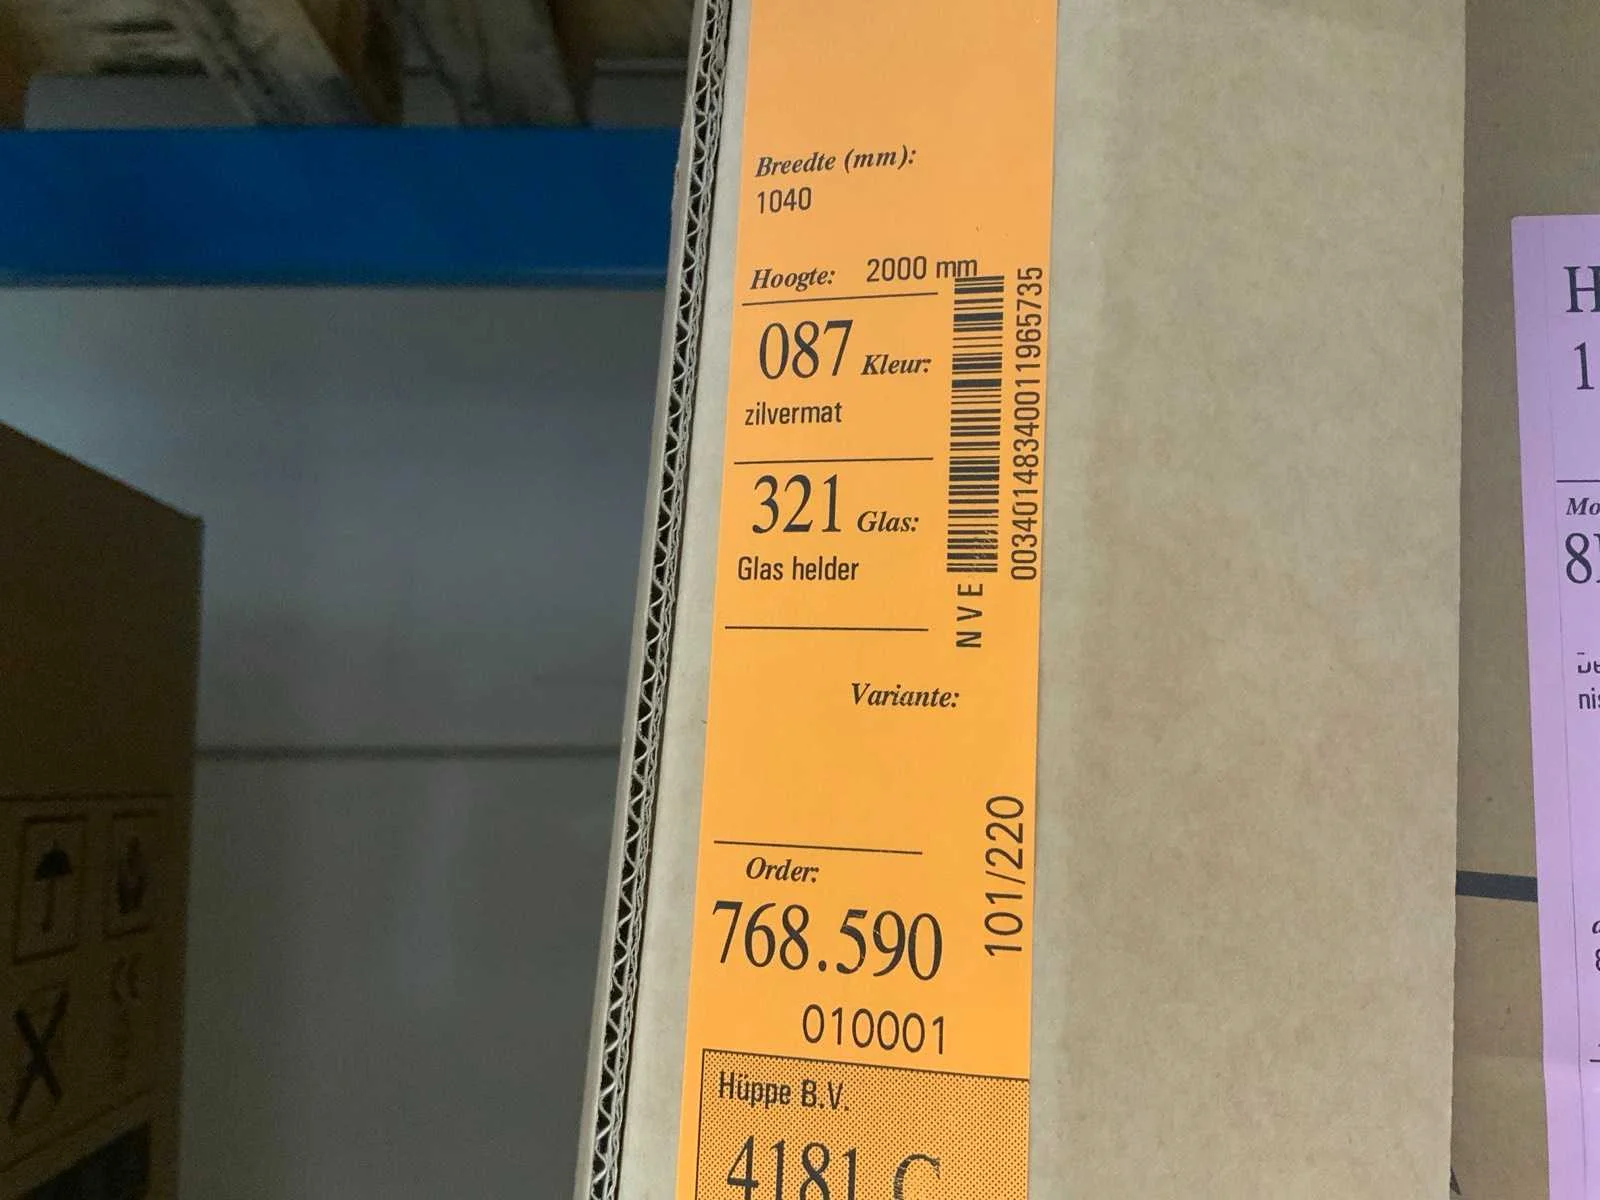 Breedte (mm):
1040
Hoogte: 2000 mm
087 Kleur:
zilvermat
321 Glas:
Glas helder
NVE
00340148340011965735
Variante:
101/220
Order:
768.590
010001
Hüppe B.V.
4181 C
H
1
Mo
8
nis